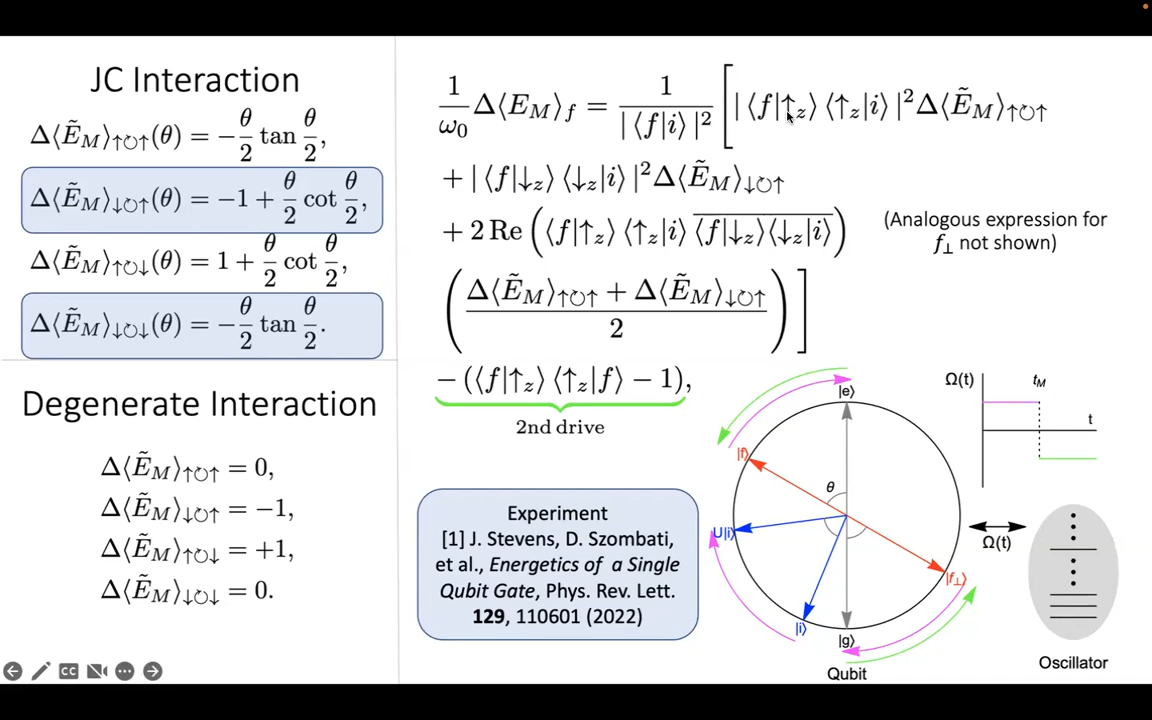 JC Interaction
Δ⟨Ẽ_M⟩_↑↻↑(θ) = −θ/2 tan θ/2,
Δ⟨Ẽ_M⟩_↓↻↑(θ) = −1 + θ/2 cot θ/2,
Δ⟨Ẽ_M⟩_↑↻↓(θ) = 1 + θ/2 cot θ/2,
Δ⟨Ẽ_M⟩_↓↻↓(θ) = −θ/2 tan θ/2.
Degenerate Interaction
Δ⟨Ẽ_M⟩_↑↻↑ = 0,
Δ⟨Ẽ_M⟩_↓↻↑ = −1,
Δ⟨Ẽ_M⟩_↑↻↓ = +1,
Δ⟨Ẽ_M⟩_↓↻↓ = 0.
1/ω₀ Δ⟨E_M⟩_f = 1/|⟨f|i⟩|² [ |⟨f|↑_z⟩⟨↑_z|i⟩|² Δ⟨Ẽ_M⟩_↑↻↑
+ |⟨f|↓_z⟩⟨↓_z|i⟩|² Δ⟨Ẽ_M⟩_↓↻↑
+ 2 Re (⟨f|↑_z⟩⟨↑_z|i⟩ \overline{⟨f|↓_z⟩⟨↓_z|i⟩})
((Δ⟨Ẽ_M⟩_↑↻↑ + Δ⟨Ẽ_M⟩_↓↻↑)/2) ]
− (⟨f|↑_z⟩⟨↑_z|f⟩ − 1),
2nd drive
(Analogous expression for
f_⊥ not shown)
Experiment
[1] J. Stevens, D. Szombati,
et al., Energetics of a Single
Qubit Gate, Phys. Rev. Lett.
129, 110601 (2022)
|e⟩
|f⟩
θ
U|i⟩
|f_⊥⟩
|i⟩
|g⟩
Qubit
Ω(t)
t_M
t
Ω(t)
Oscillator
CC